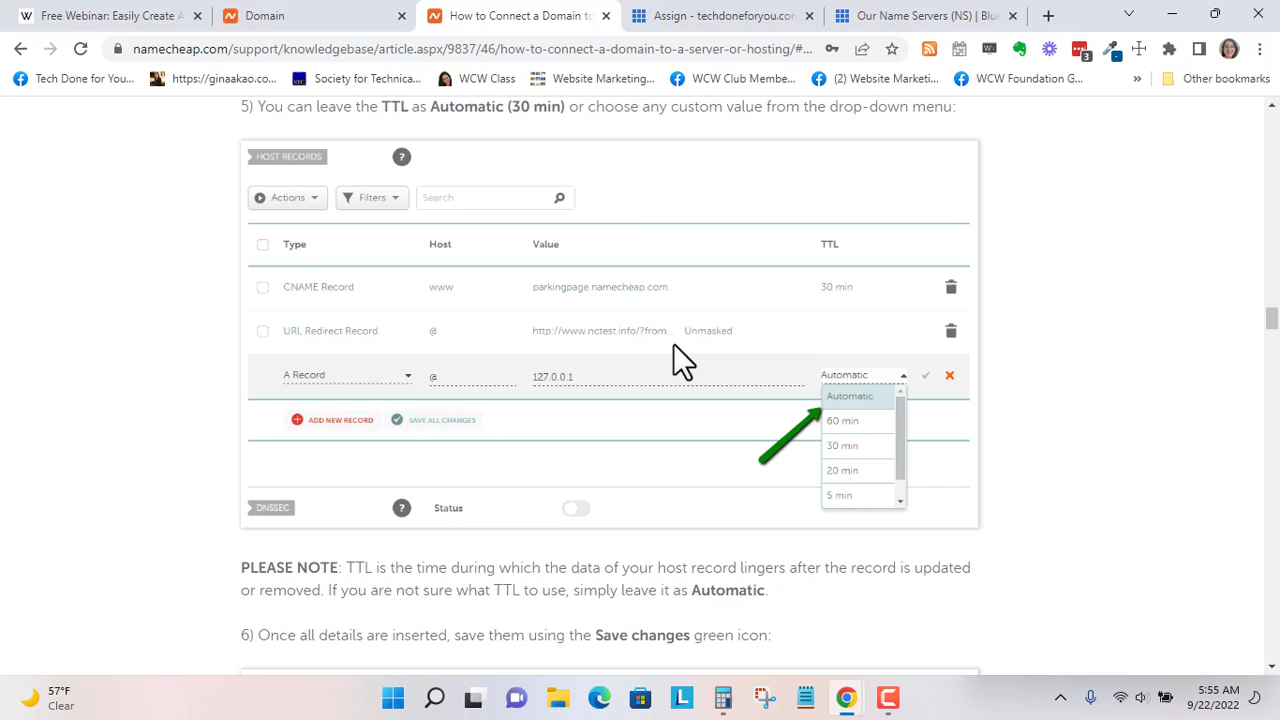 Free Webinar: Easily Create A
Domain
How to Connect a Domain to
Assign - techdoneforyou.com
Our Name Servers (NS) | Blue
namecheap.com/support/knowledgebase/article.aspx/9837/46/how-to-connect-a-domain-to-a-server-or-hosting/#...
3
Tech Done for You...
https://ginaakao.co...
Society for Technica...
WCW Class
Website Marketing...
WCW Club Membe...
(2) Website Marketi...
WCW Foundation G...
Other bookmarks
5) You can leave the TTL as Automatic (30 min) or choose any custom value from the drop-down menu:
HOST RECORDS ?
Actions Filters Search
Type Host Value TTL
CNAME Record www parkingpage.namecheap.com. 30 min
URL Redirect Record @ http://www.nctest.info/?from... Unmasked
A Record @ 127.0.0.1 Automatic
Automatic
60 min
30 min
20 min
5 min
ADD NEW RECORD SAVE ALL CHANGES
DNSSEC ? Status
PLEASE NOTE: TTL is the time during which the data of your host record lingers after the record is updated
or removed. If you are not sure what TTL to use, simply leave it as Automatic.
6) Once all details are inserted, save them using the Save changes green icon:
57°F
Clear
5:55 AM
9/22/2022